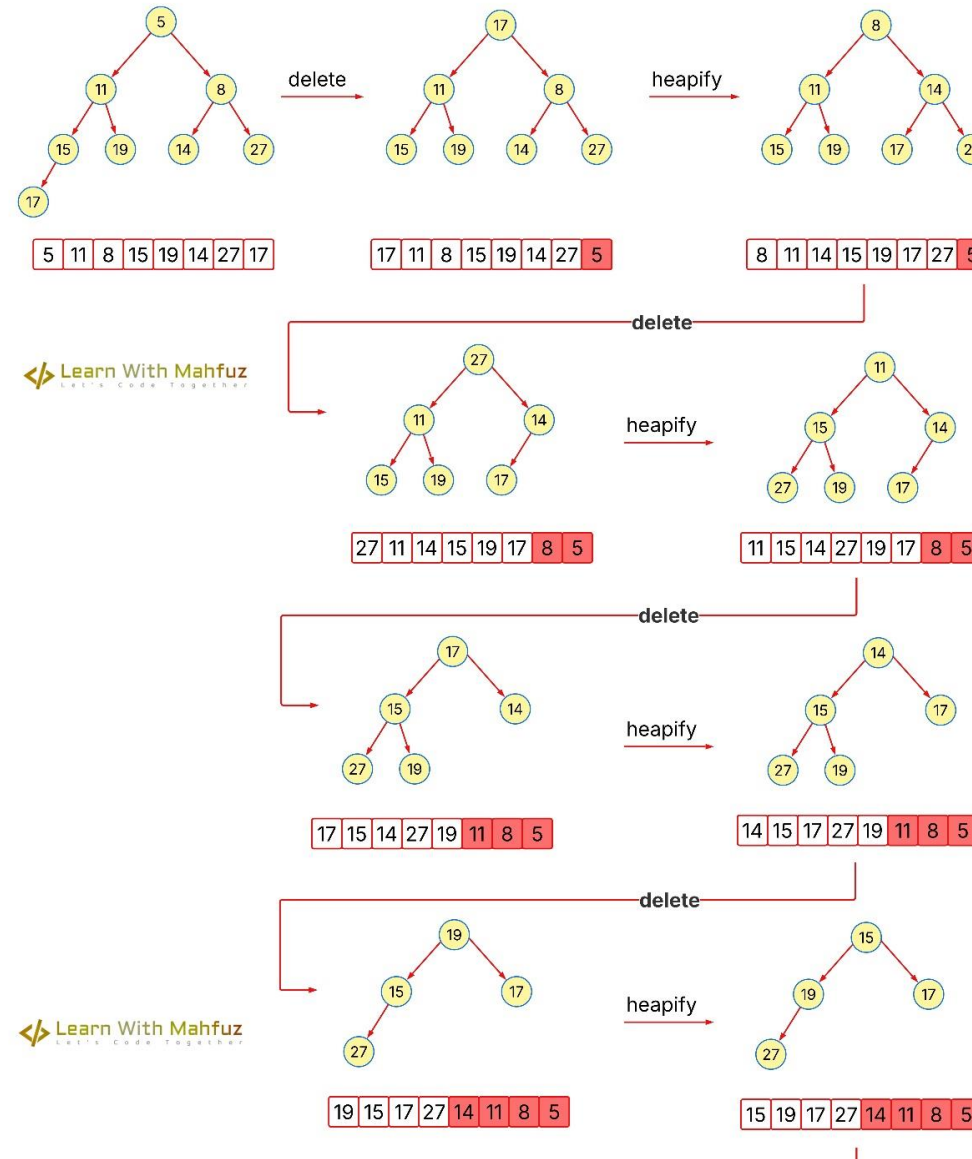 5 17 8
11 8 11 8 11 14
delete heapify
15 19 14 27 15 19 14 27 15 19 17
17
5 11 8 15 19 14 27 17
17 11 8 15 19 14 27 5
8 11 14 15 19 17 27 5
delete
27 11
Learn With Mahfuz
Let's Code Together
11 14 15 14
heapify
15 19 17 27 19 17
27 11 14 15 19 17 8 5
11 15 14 27 19 17 8 5
delete
17 14
15 14 15 17
heapify
27 19 27 19
17 15 14 27 19 11 8 5
14 15 17 27 19 11 8 5
delete
19 15
15 17 19 17
heapify
Learn With Mahfuz
Let's Code Together
27 27
19 15 17 27 14 11 8 5
15 19 17 27 14 11 8 5